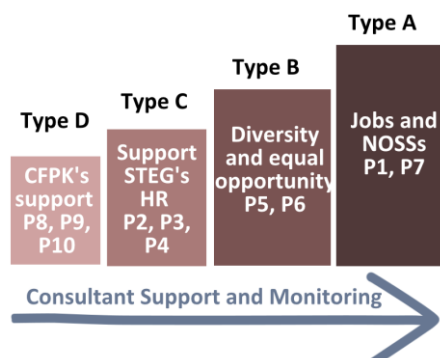 Type D
CFPK's
support
P8, P9,
P10
Type C
Support
STEG's
HR
P2, P3,
P4
Type B
Diversity
and equal
opportunity
P5, P6
Type A
Jobs and
NOSSs
P1, P7
Consultant Support and Monitoring